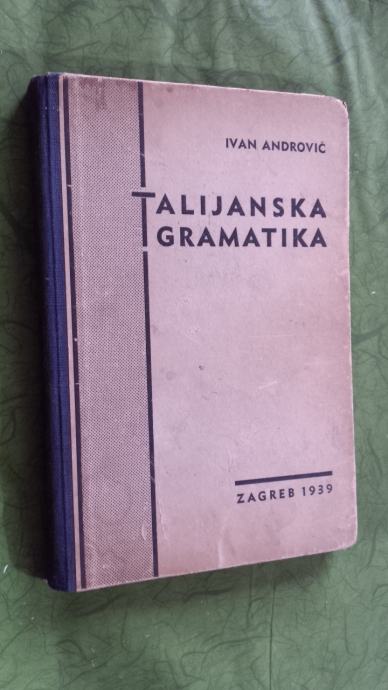 IVAN ANDROVIĆ
TALIJANSKA
GRAMATIKA
ZAGREB 1939